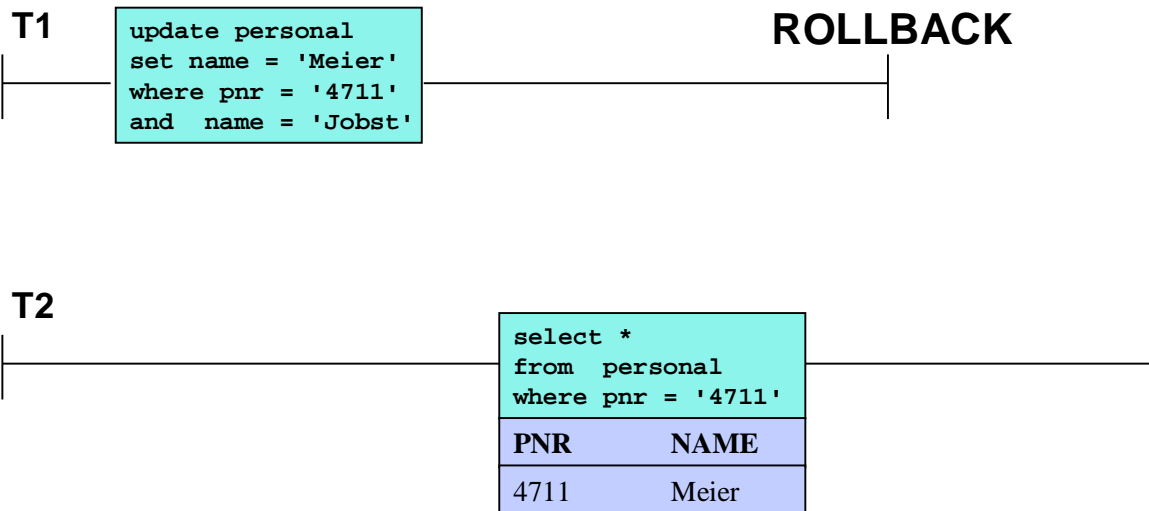 T1
update personal
set name = 'Meier'
where pnr = '4711'
and  name = 'Jobst'
ROLLBACK
T2
select *
from  personal
where pnr = '4711'
PNR NAME
4711 Meier